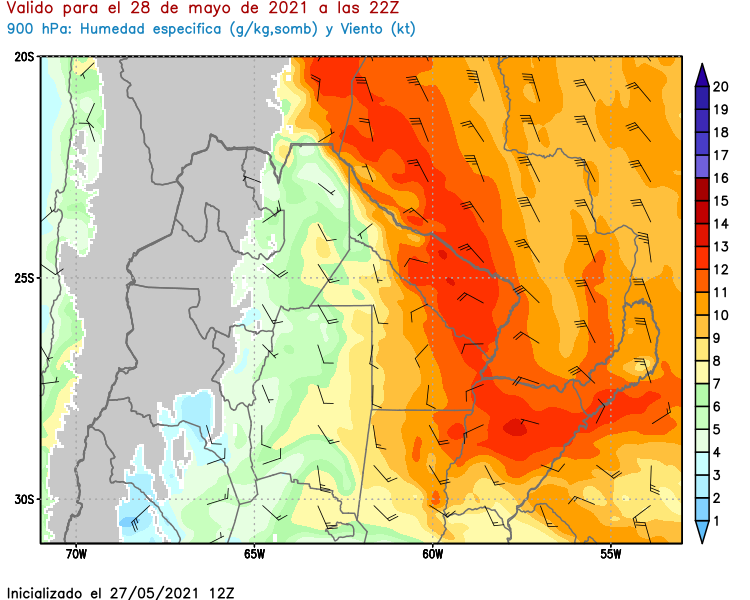 Valido para el 28 de mayo de 2021 a las 22Z
900 hPa: Humedad especifica (g/kg,somb) y Viento (kt)
20S
25S
30S
70W 65W 60W 55W
20
19
18
17
16
15
14
13
12
11
10
9
8
7
6
5
4
3
2
1
Inicializado el 27/05/2021 12Z